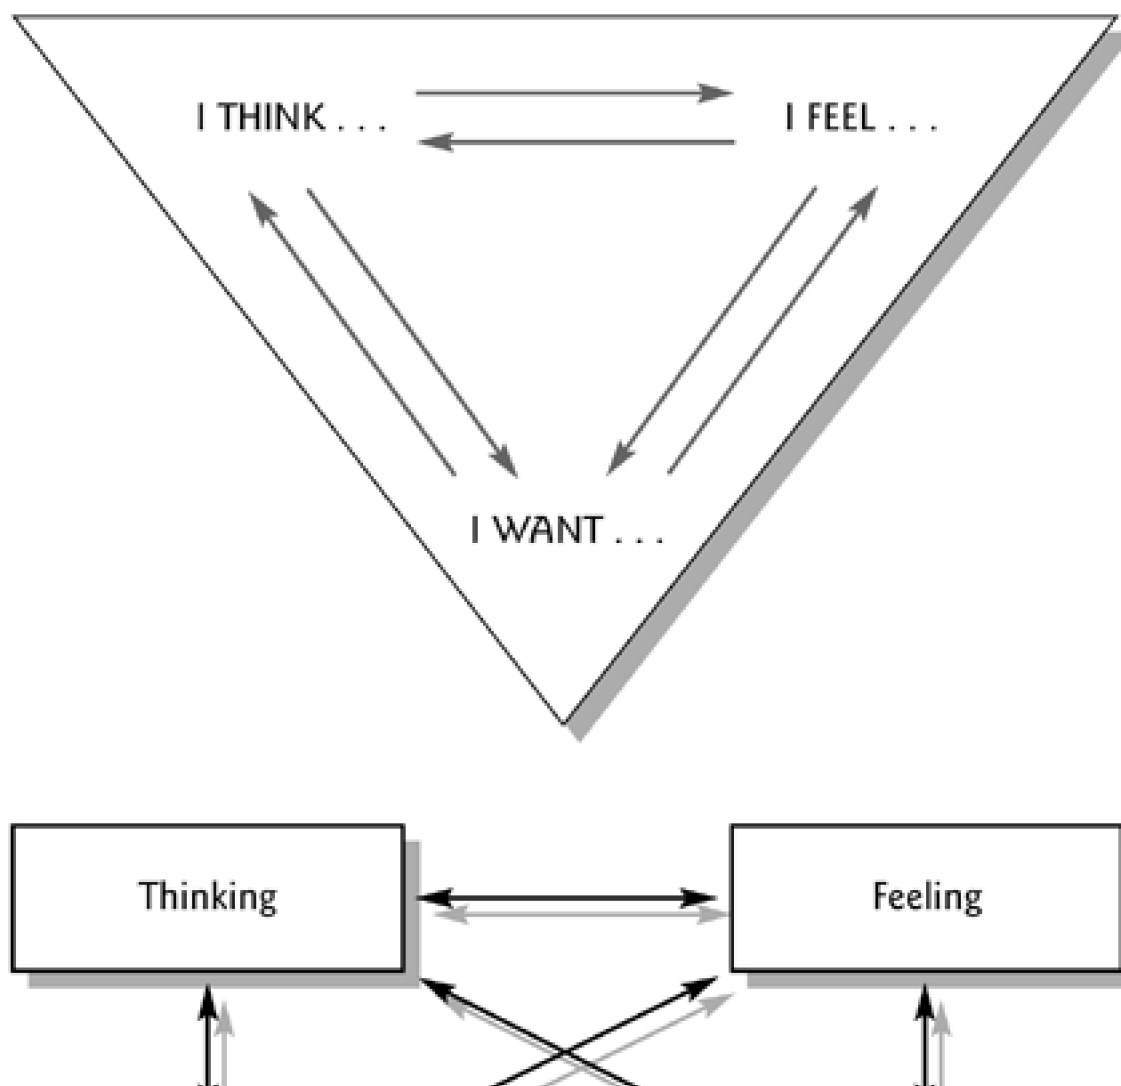 I THINK . . .
I FEEL . . .
I WANT . . .
Thinking
Feeling